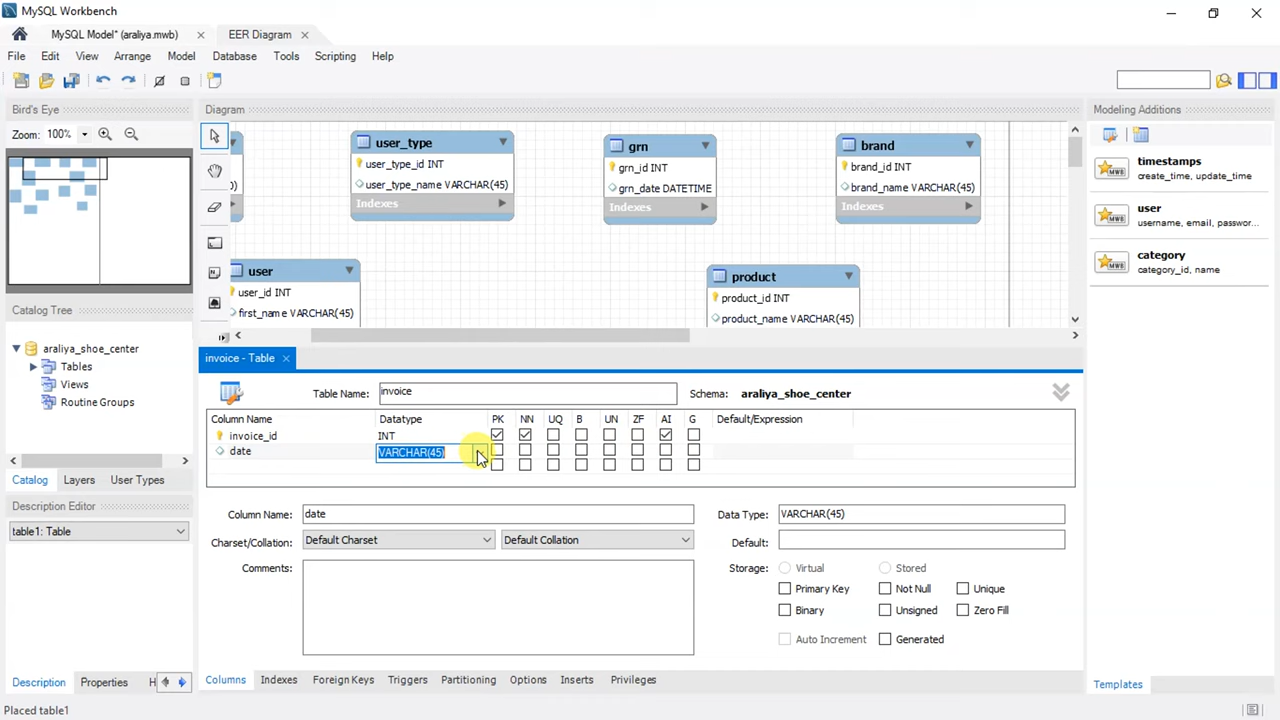 MySQL Workbench
MySQL Model* (araliya.mwb)
EER Diagram
File Edit View Arrange Model Database Tools Scripting Help
Bird's Eye
Diagram
Modeling Additions
Zoom: 100%
user_type
user_type_id INT
user_type_name VARCHAR(45)
Indexes
grn
grn_id INT
grn_date DATETIME
Indexes
brand
brand_id INT
brand_name VARCHAR(45)
Indexes
user
user_id INT
first_name VARCHAR(45)
product
product_id INT
product_name VARCHAR(45)
timestamps
create_time, update_time
user
username, email, passwor...
category
category_id, name
Catalog Tree
araliya_shoe_center
Tables
Views
Routine Groups
Catalog Layers User Types
Description Editor
table1: Table
Description Properties H
invoice - Table
Table Name: invoice Schema: araliya_shoe_center
Column Name Datatype PK NN UQ B UN ZF AI G Default/Expression
invoice_id INT
date VARCHAR(45)
Column Name: date Data Type: VARCHAR(45)
Charset/Collation: Default Charset Default Collation Default:
Comments: Storage: Virtual Stored
Primary Key Not Null Unique
Binary Unsigned Zero Fill
Auto Increment Generated
Columns Indexes Foreign Keys Triggers Partitioning Options Inserts Privileges
Templates
Placed table1